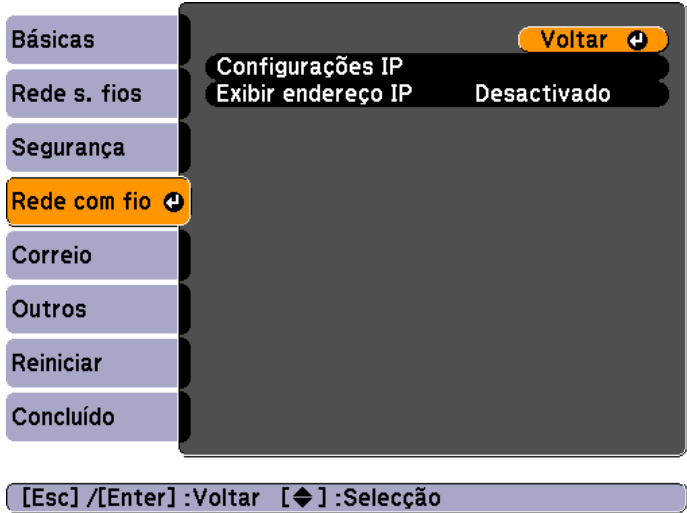 Básicas
Rede s. fios
Segurança
Rede com fio
Correio
Outros
Reiniciar
Concluído
Voltar
Configurações IP
Exibir endereço IP Desactivado
[Esc] /[Enter] :Voltar [◆] :Selecção